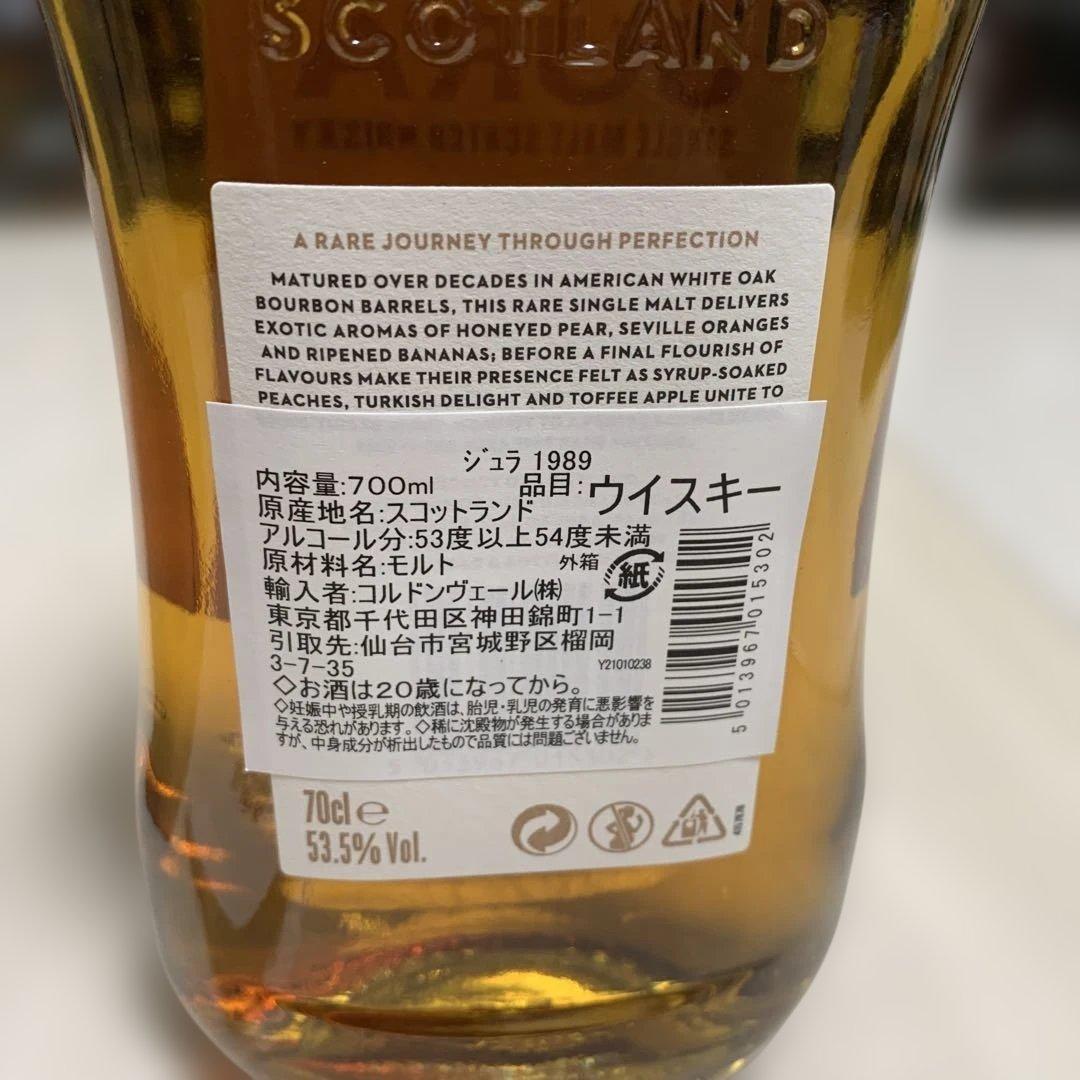 SCOTLAND
A RARE JOURNEY THROUGH PERFECTION
MATURED OVER DECADES IN AMERICAN WHITE OAK
BOURBON BARRELS, THIS RARE SINGLE MALT DELIVERS
EXOTIC AROMAS OF HONEYED PEAR, SEVILLE ORANGES
AND RIPENED BANANAS; BEFORE A FINAL FLOURISH OF
FLAVOURS MAKE THEIR PRESENCE FELT AS SYRUP-SOAKED
PEACHES, TURKISH DELIGHT AND TOFFEE APPLE UNITE TO
ジュラ 1989
内容量:700ml 品目:ウイスキー
原産地名:スコットランド
アルコール分:53度以上54度未満
原材料名:モルト 外箱 紙
輸入者:コルドンヴェール(株)
東京都千代田区神田錦町1-1
引取先:仙台市宮城野区榴岡
3-7-35 Y21010238
◇お酒は20歳になってから。
◇妊娠中や授乳期の飲酒は、胎児・乳児の発育に悪影響を
与える恐れがあります。◇稀に沈殿物が発生する場合がありま
すが、中身成分が析出したもので品質には問題ございません。
5 013967 015302
70cl e
53.5% Vol.